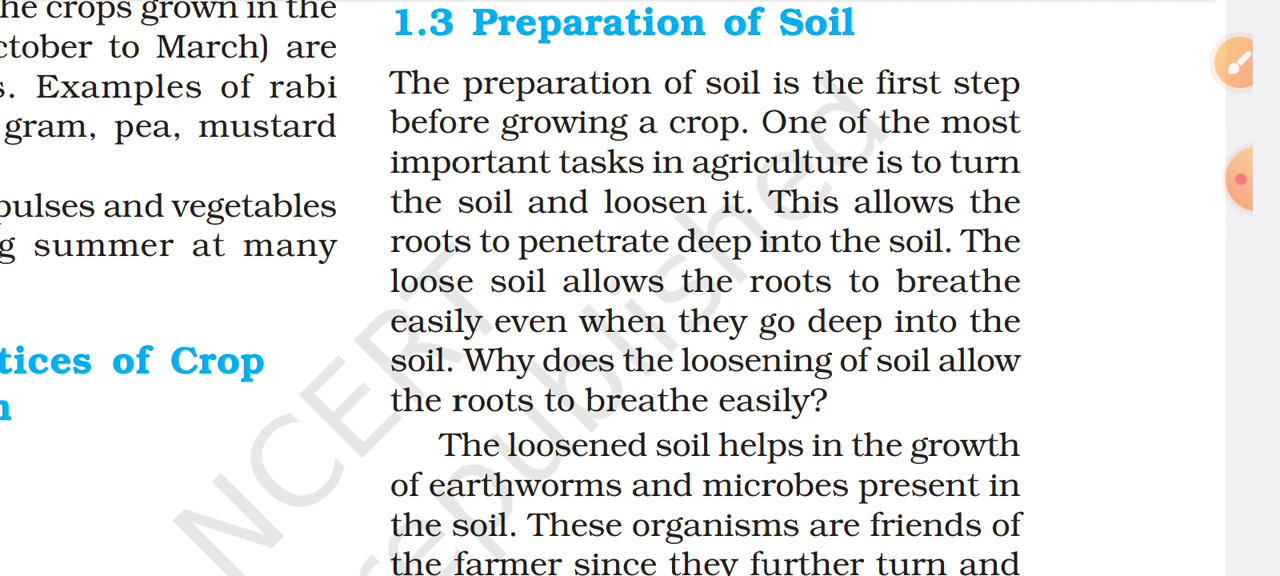 he crops grown in the
ctober to March) are
s. Examples of rabi
gram, pea, mustard
pulses and vegetables
g summer at many
tices of Crop
n
1.3 Preparation of Soil
The preparation of soil is the first step
before growing a crop. One of the most
important tasks in agriculture is to turn
the soil and loosen it. This allows the
roots to penetrate deep into the soil. The
loose soil allows the roots to breathe
easily even when they go deep into the
soil. Why does the loosening of soil allow
the roots to breathe easily?
The loosened soil helps in the growth
of earthworms and microbes present in
the soil. These organisms are friends of
the farmer since they further turn and
NCERT
republished